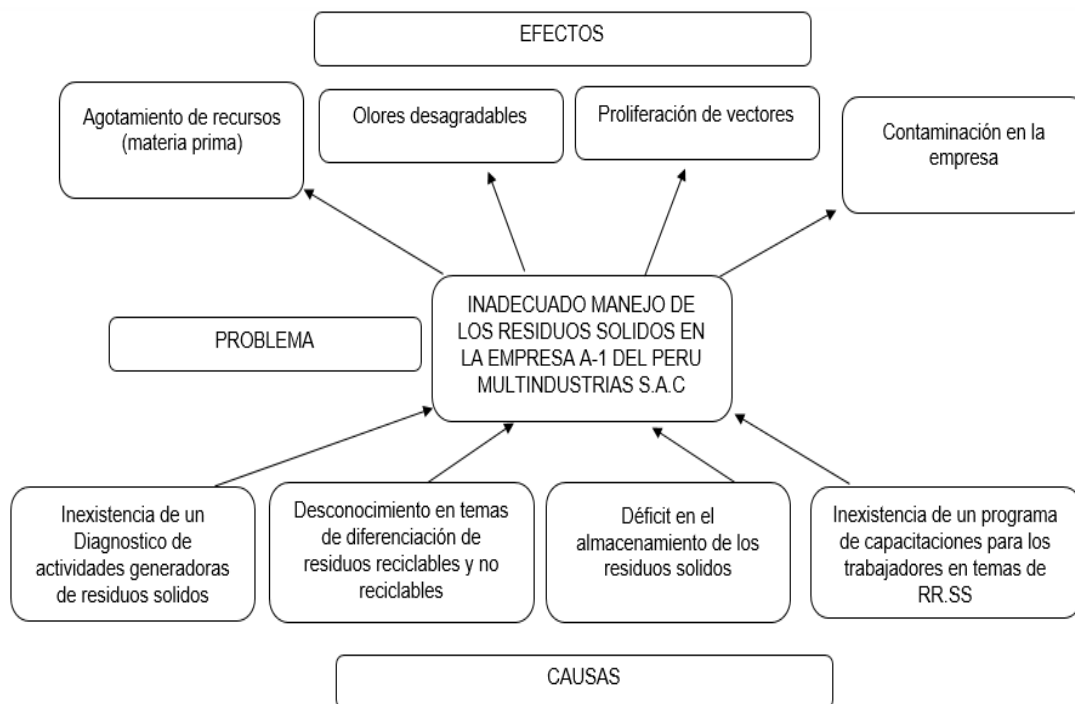 EFECTOS
Agotamiento de recursos
(materia prima)
Olores desagradables
Proliferación de vectores
Contaminación en la
empresa
PROBLEMA
INADECUADO MANEJO DE
LOS RESIDUOS SOLIDOS EN
LA EMPRESA A-1 DEL PERU
MULTINDUSTRIAS S.A.C
Inexistencia de un
Diagnostico de
actividades generadoras
de residuos solidos
Desconocimiento en temas
de diferenciación de
residuos reciclables y no
reciclables
Déficit en el
almacenamiento de los
residuos solidos
Inexistencia de un programa
de capacitaciones para los
trabajadores en temas de
RR.SS
CAUSAS